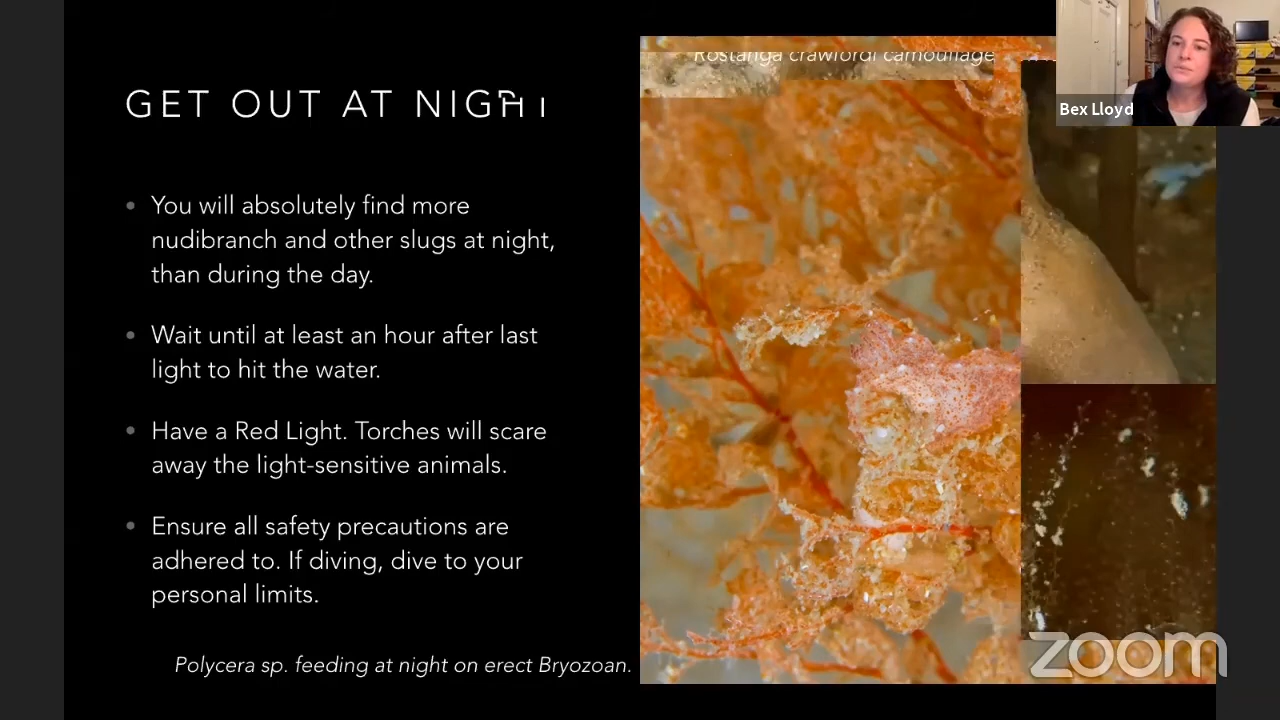 Rostanga crawfordi camouflage
Bex Lloyd
GET OUT AT NIGHT
• You will absolutely find more
nudibranch and other slugs at night,
than during the day.
• Wait until at least an hour after last
light to hit the water.
• Have a Red Light. Torches will scare
away the light-sensitive animals.
• Ensure all safety precautions are
adhered to. If diving, dive to your
personal limits.
Polycera sp. feeding at night on erect Bryozoan.
zoom